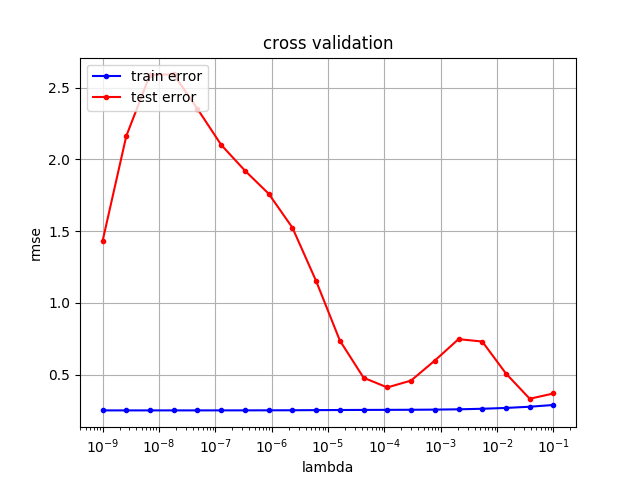 cross validation
train error
test error
rmse
2.5
2.0
1.5
1.0
0.5
10⁻⁹ 10⁻⁸ 10⁻⁷ 10⁻⁶ 10⁻⁵ 10⁻⁴ 10⁻³ 10⁻² 10⁻¹
lambda